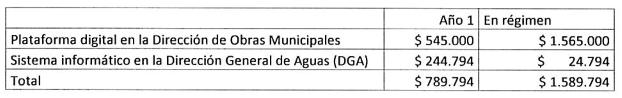 Año 1 En régimen
Plataforma digital en la Dirección de Obras Municipales $ 545.000 $ 1.565.000
Sistema informático en la Dirección General de Aguas (DGA) $ 244.794 $ 24.794
Total $ 789.794 $ 1.589.794